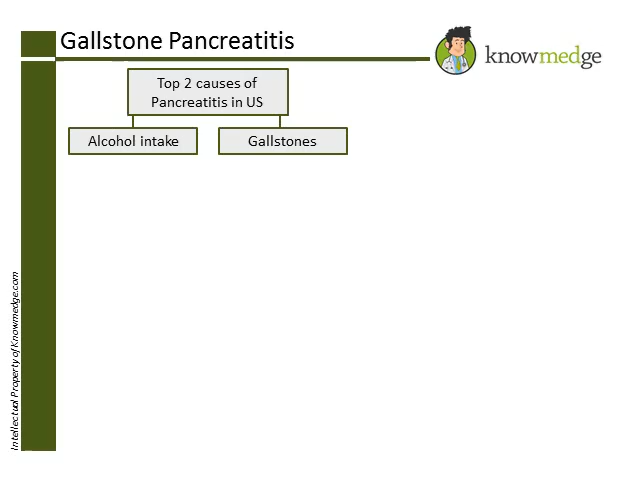 Gallstone Pancreatitis
knowmedge
Top 2 causes of
Pancreatitis in US
Alcohol intake
Gallstones
Intellectual Property of Knowmedge.com